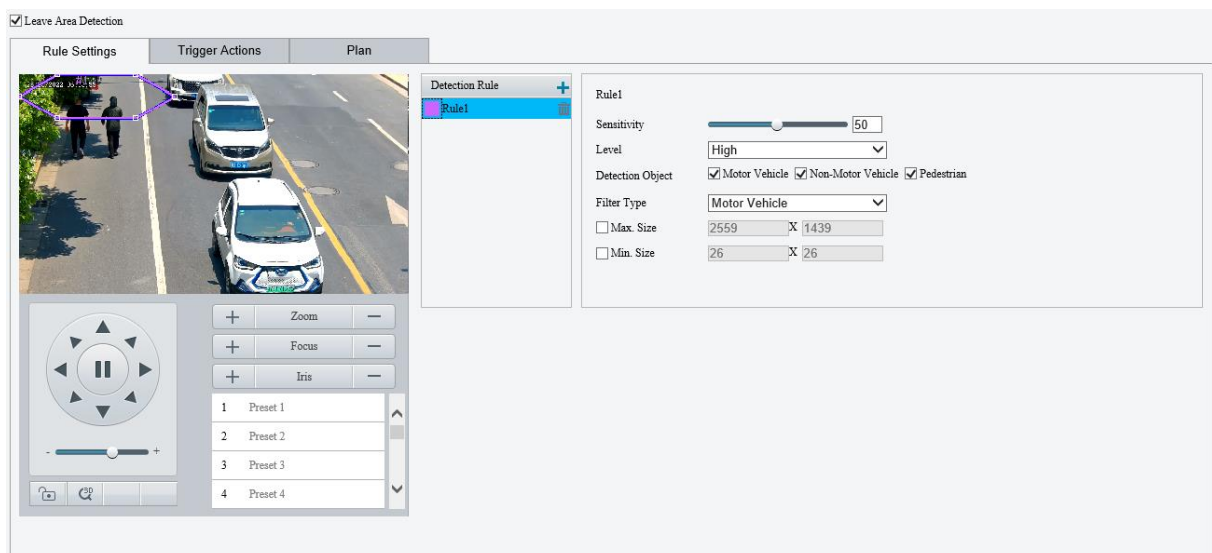 Leave Area Detection
Rule Settings Trigger Actions Plan
Detection Rule +
Rule1
Rule1
Sensitivity 50
Level High
Detection Object Motor Vehicle Non-Motor Vehicle Pedestrian
Filter Type Motor Vehicle
Max. Size 2559 X 1439
Min. Size 26 X 26
+ Zoom —
+ Focus —
+ Iris —
1 Preset 1
2 Preset 2
3 Preset 3
4 Preset 4
- +
3D